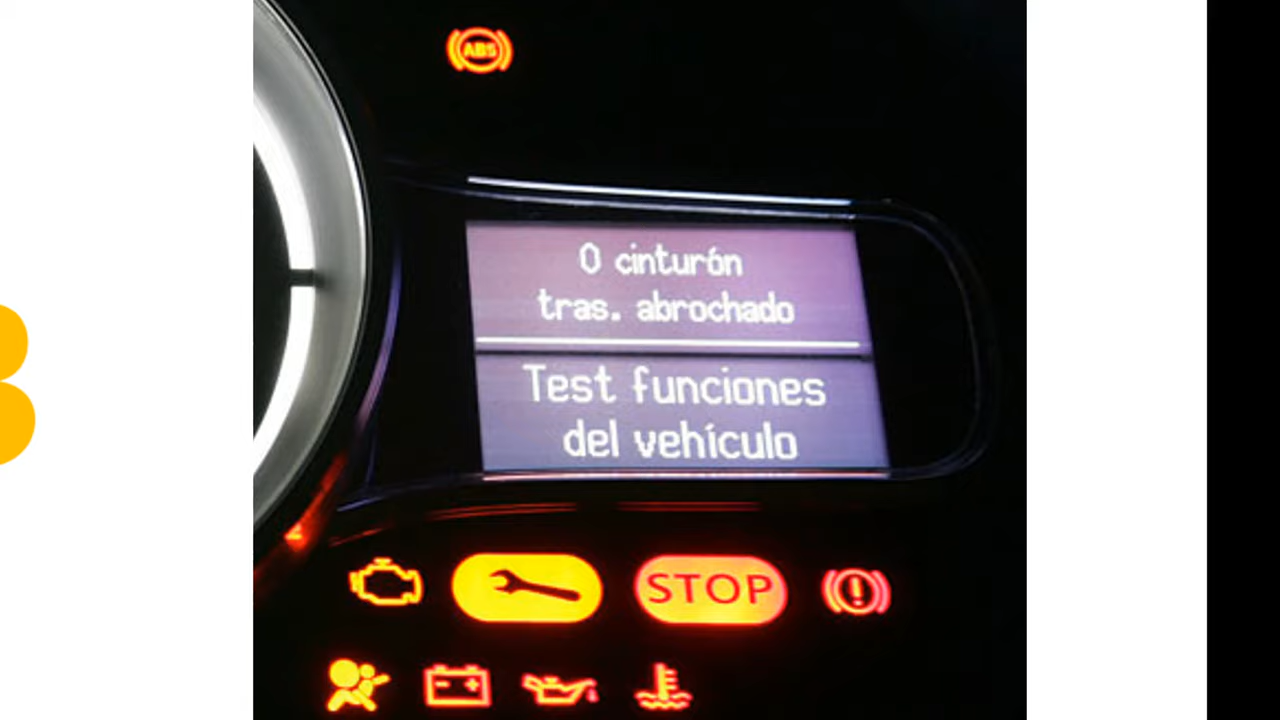 ABS
0 cinturón
tras. abrochado
Test funciones
del vehículo
STOP